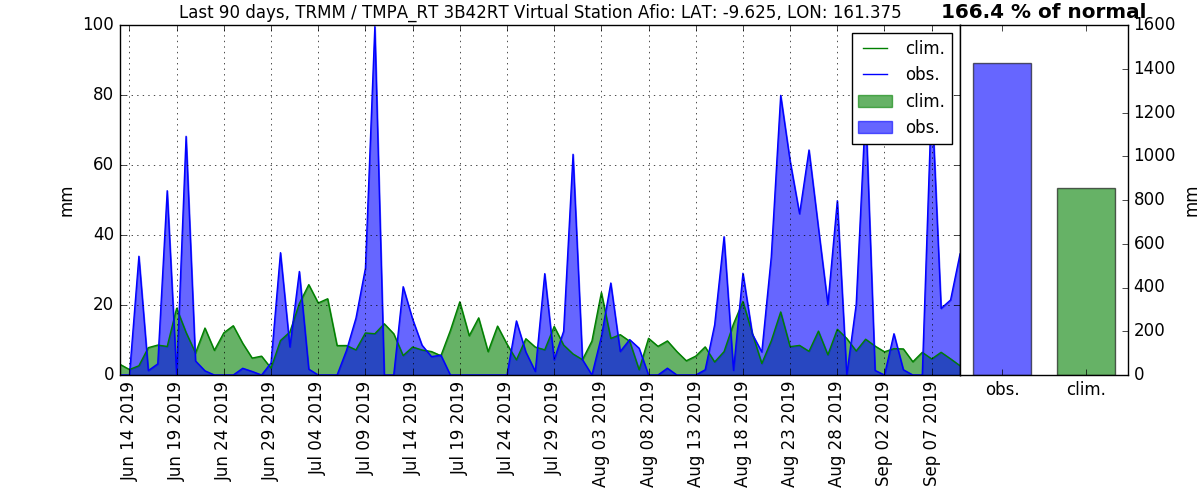 Last 90 days, TRMM / TMPA_RT 3B42RT Virtual Station Afio: LAT: -9.625, LON: 161.375
166.4 % of normal
100
80
60
40
20
0
mm
clim.
obs.
clim.
obs.
1600
1400
1200
1000
800
600
400
200
0
mm
Jun 14 2019
Jun 19 2019
Jun 24 2019
Jun 29 2019
Jul 04 2019
Jul 09 2019
Jul 14 2019
Jul 19 2019
Jul 24 2019
Jul 29 2019
Aug 03 2019
Aug 08 2019
Aug 13 2019
Aug 18 2019
Aug 23 2019
Aug 28 2019
Sep 02 2019
Sep 07 2019
obs.
clim.